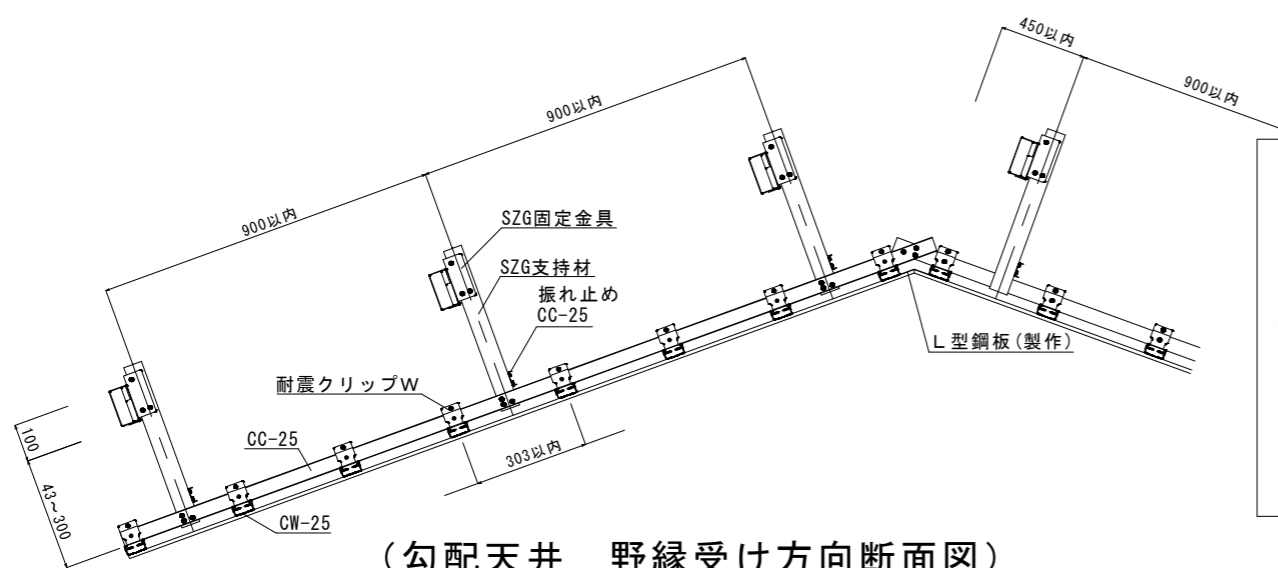 450以内
900以内
900以内
900以内
SZG固定金具
SZG支持材
振れ止め
CC-25
L型鋼板(製作)
耐震クリップW
CC-25
303以内
100
43~300
CW-25
(勾配天井 野縁受け方向断面図)